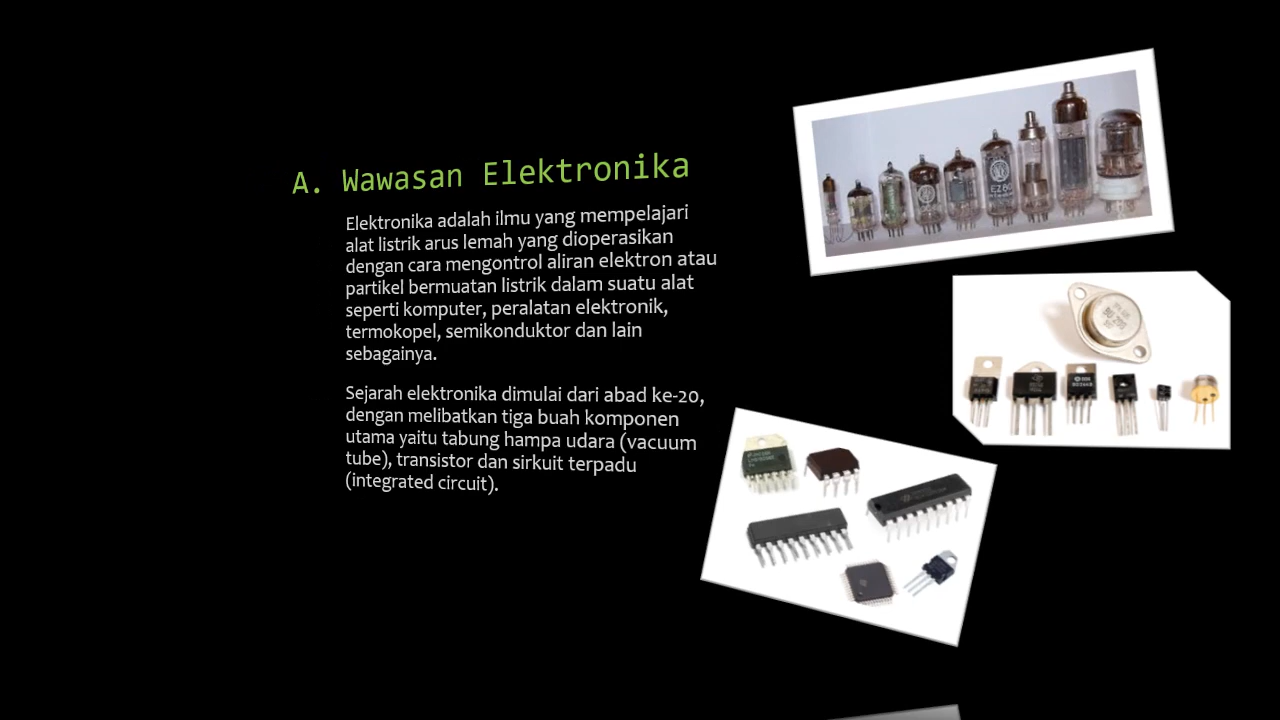 A. Wawasan Elektronika
Elektronika adalah ilmu yang mempelajari
alat listrik arus lemah yang dioperasikan
dengan cara mengontrol aliran elektron atau
partikel bermuatan listrik dalam suatu alat
seperti komputer, peralatan elektronik,
termokopel, semikonduktor dan lain
sebagainya.
Sejarah elektronika dimulai dari abad ke-20,
dengan melibatkan tiga buah komponen
utama yaitu tabung hampa udara (vacuum
tube), transistor dan sirkuit terpadu
(integrated circuit).
EZ80